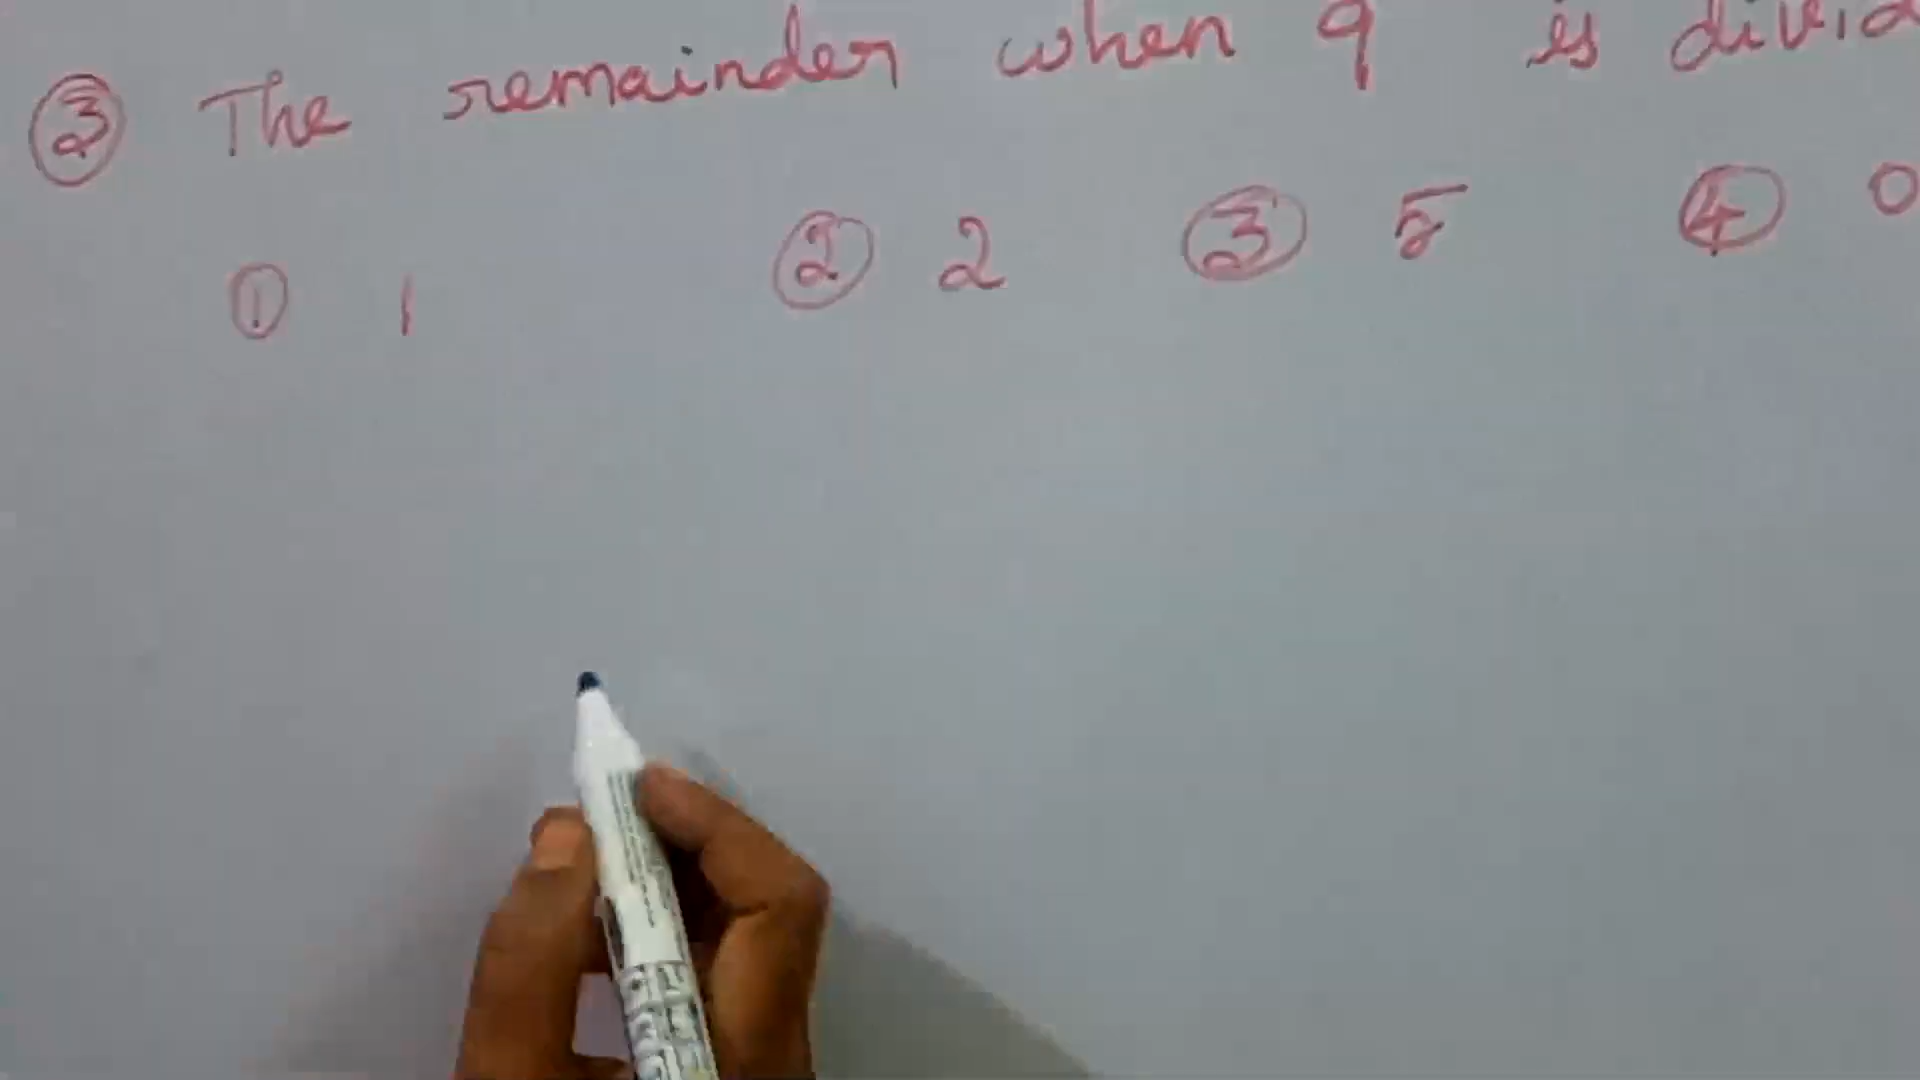 ③ The remainder when 9 is divid
① 1 ② 2 ③ 5 ④ 0